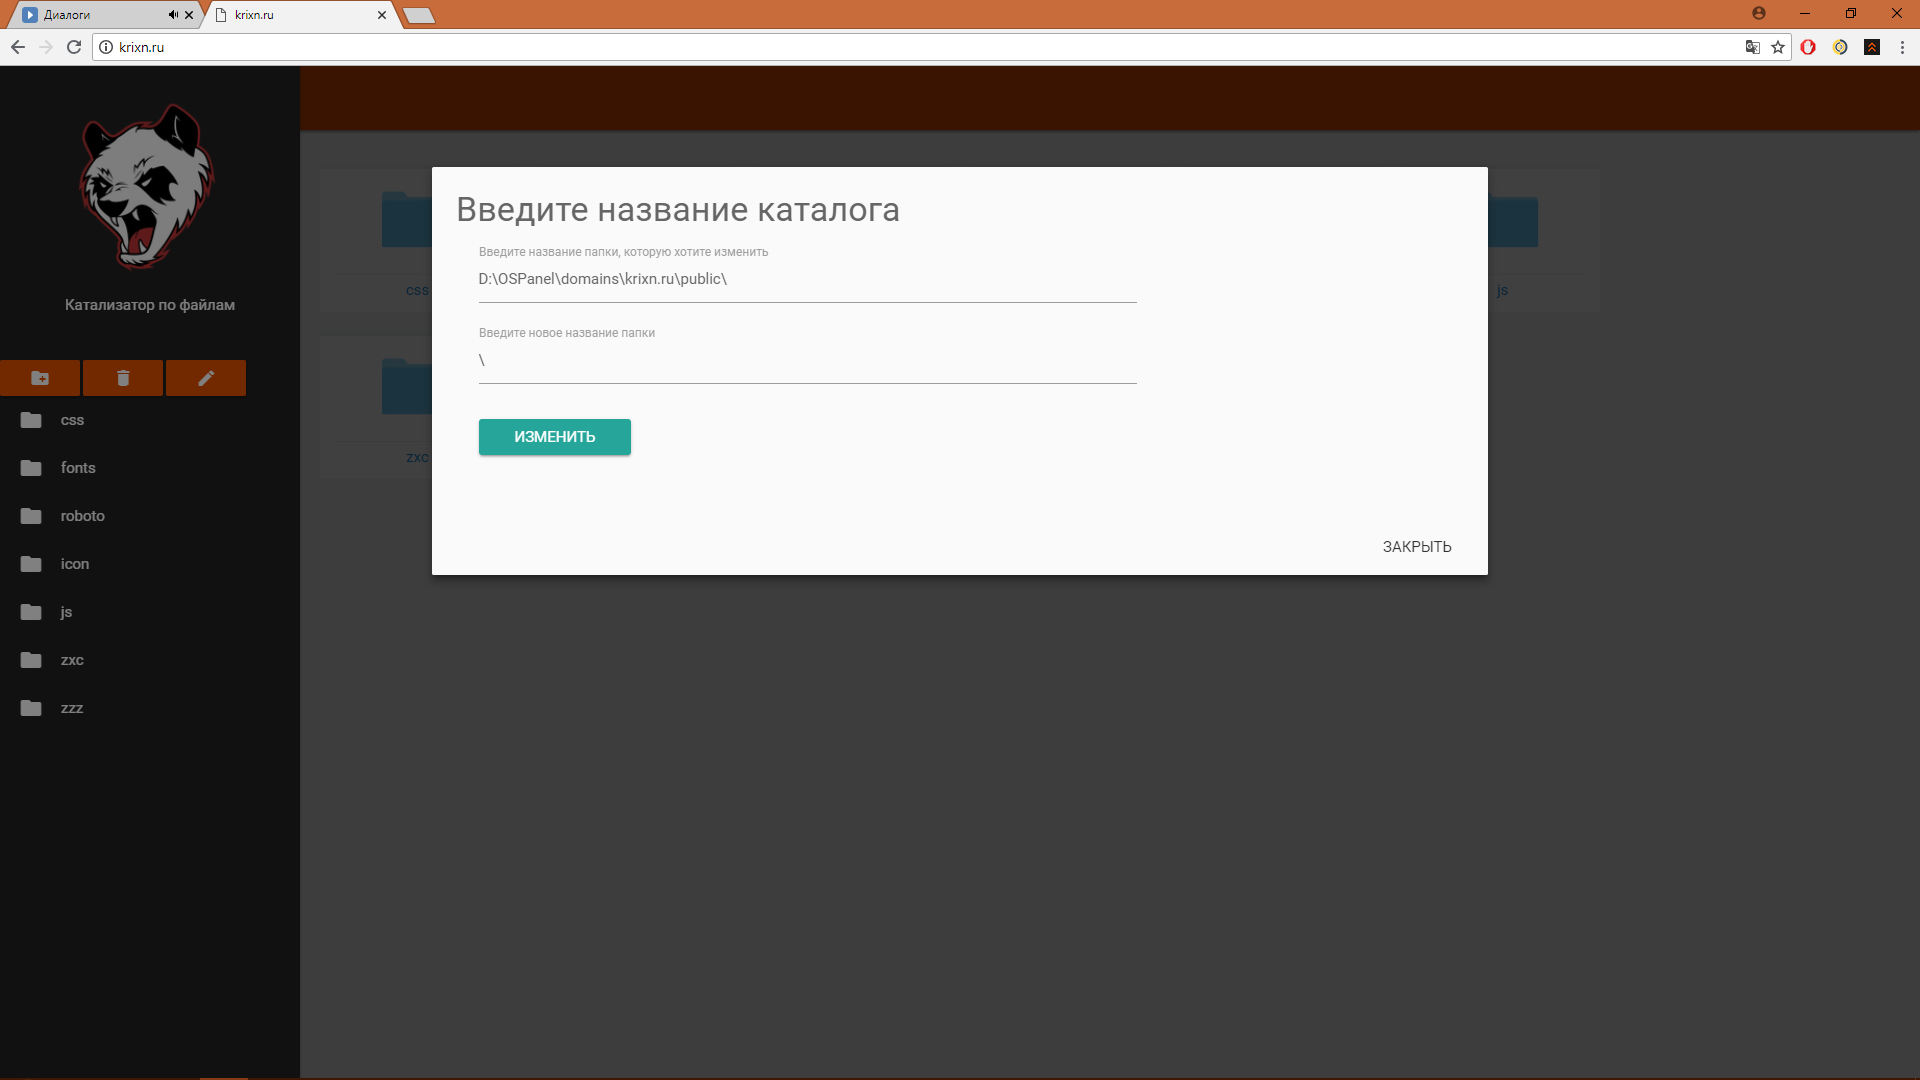 Диалоги
krixn.ru
krixn.ru
Катализатор по файлам
css
fonts
roboto
icon
js
zxc
zzz
css
js
zxc
Введите название каталога
Введите название папки, которую хотите изменить
D:\OSPanel\domains\krixn.ru\public\
Введите новое название папки
\
ИЗМЕНИТЬ
ЗАКРЫТЬ